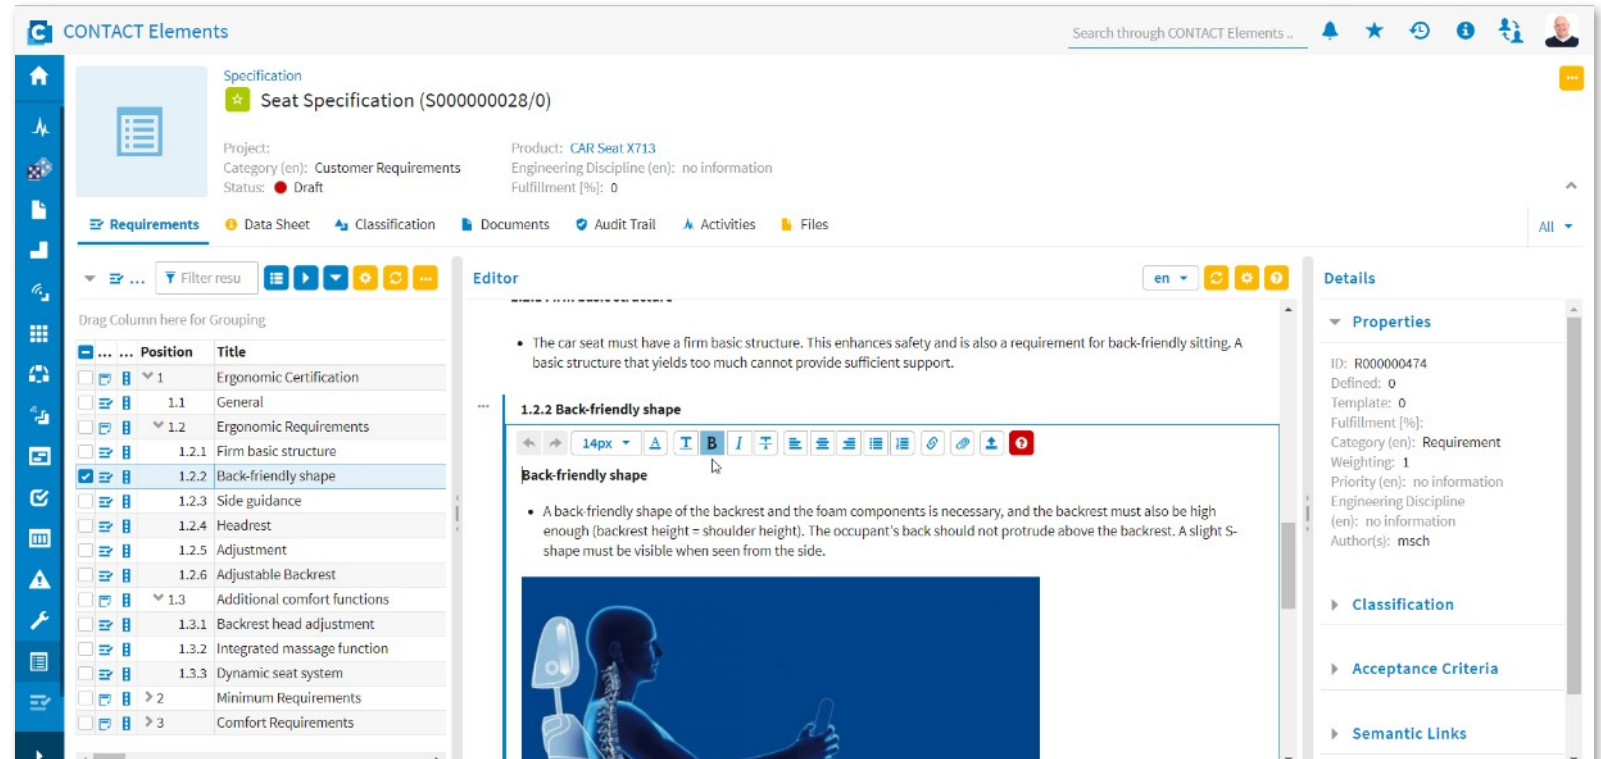 CONTACT Elements
Search through CONTACT Elements ..
Specification
Seat Specification (S000000028/0)
Project:
Category (en): Customer Requirements
Status: Draft
Product: CAR Seat X713
Engineering Discipline (en): no information
Fulfillment [%]: 0
Requirements
Data Sheet
Classification
Documents
Audit Trail
Activities
Files
All
...
Filter resu
Drag Column here for Grouping
... ... Position Title
1 Ergonomic Certification
1.1 General
1.2 Ergonomic Requirements
1.2.1 Firm basic structure
1.2.2 Back-friendly shape
1.2.3 Side guidance
1.2.4 Headrest
1.2.5 Adjustment
1.2.6 Adjustable Backrest
1.3 Additional comfort functions
1.3.1 Backrest head adjustment
1.3.2 Integrated massage function
1.3.3 Dynamic seat system
2 Minimum Requirements
3 Comfort Requirements
Editor
en
1.2.1 Firm basic structure
• The car seat must have a firm basic structure. This enhances safety and is also a requirement for back-friendly sitting. A
basic structure that yields too much cannot provide sufficient support.
1.2.2 Back-friendly shape
14px
A T B I T
Back-friendly shape
• A back-friendly shape of the backrest and the foam components is necessary, and the backrest must also be high
enough (backrest height = shoulder height). The occupant's back should not protrude above the backrest. A slight S-
shape must be visible when seen from the side.
Details
Properties
ID: R000000474
Defined: 0
Template: 0
Fulfillment [%]:
Category (en): Requirement
Weighting: 1
Priority (en): no information
Engineering Discipline
(en): no information
Author(s): msch
Classification
Acceptance Criteria
Semantic Links